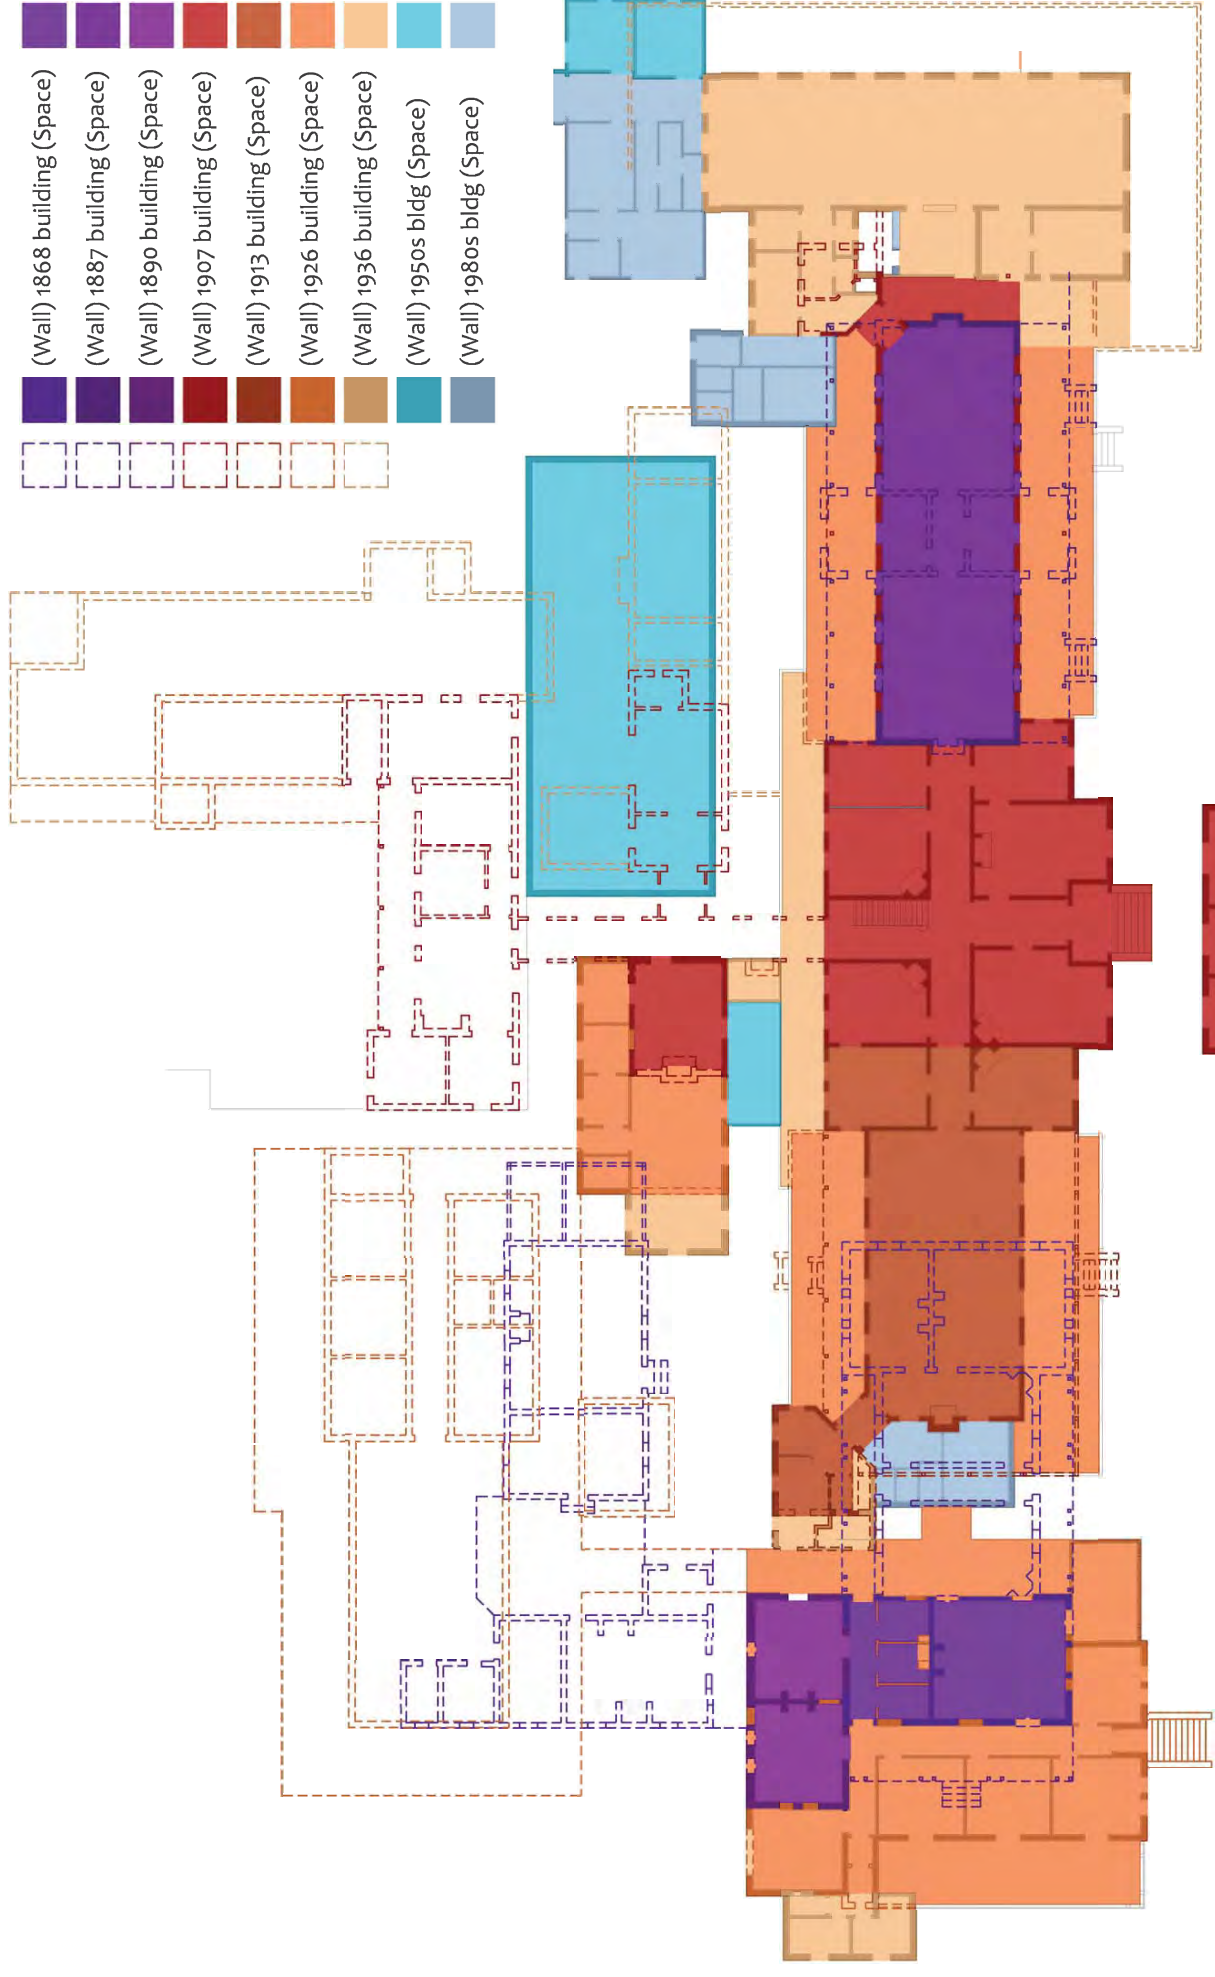 (Wall) 1868 building (Space)
(Wall) 1887 building (Space)
(Wall) 1890 building (Space)
(Wall) 1907 building (Space)
(Wall) 1913 building (Space)
(Wall) 1926 building (Space)
(Wall) 1936 building (Space)
(Wall) 1950s bldg (Space)
(Wall) 1980s bldg (Space)